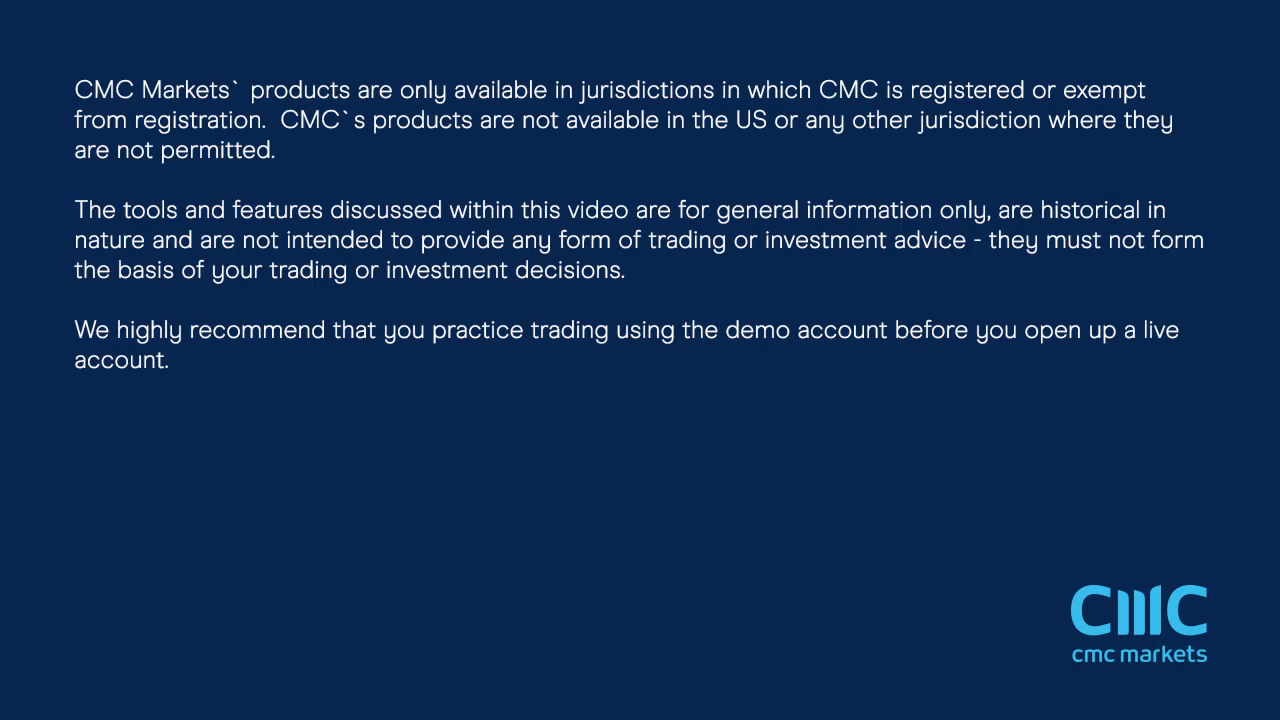 CMC Markets` products are only available in jurisdictions in which CMC is registered or exempt
from registration.  CMC`s products are not available in the US or any other jurisdiction where they
are not permitted.
The tools and features discussed within this video are for general information only, are historical in
nature and are not intended to provide any form of trading or investment advice - they must not form
the basis of your trading or investment decisions.
We highly recommend that you practice trading using the demo account before you open up a live
account.
CMC
cmc markets